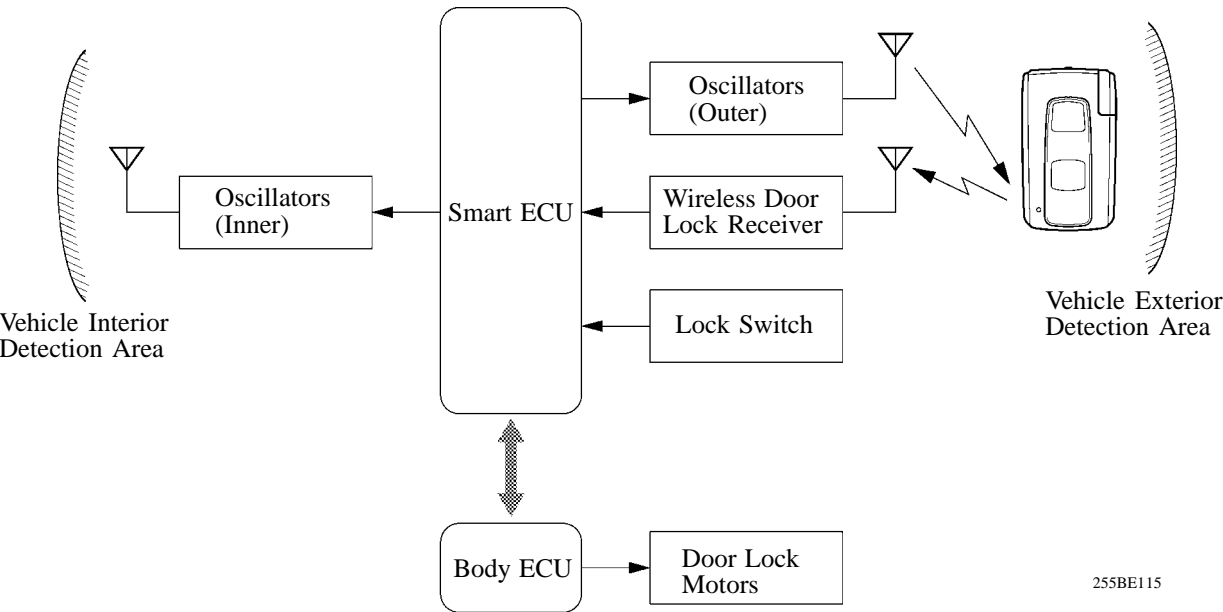 Oscillators
(Outer)
Oscillators
(Inner)
Smart ECU
Wireless Door
Lock Receiver
Lock Switch
Vehicle Interior
Detection Area
Vehicle Exterior
Detection Area
Body ECU
Door Lock
Motors
255BE115